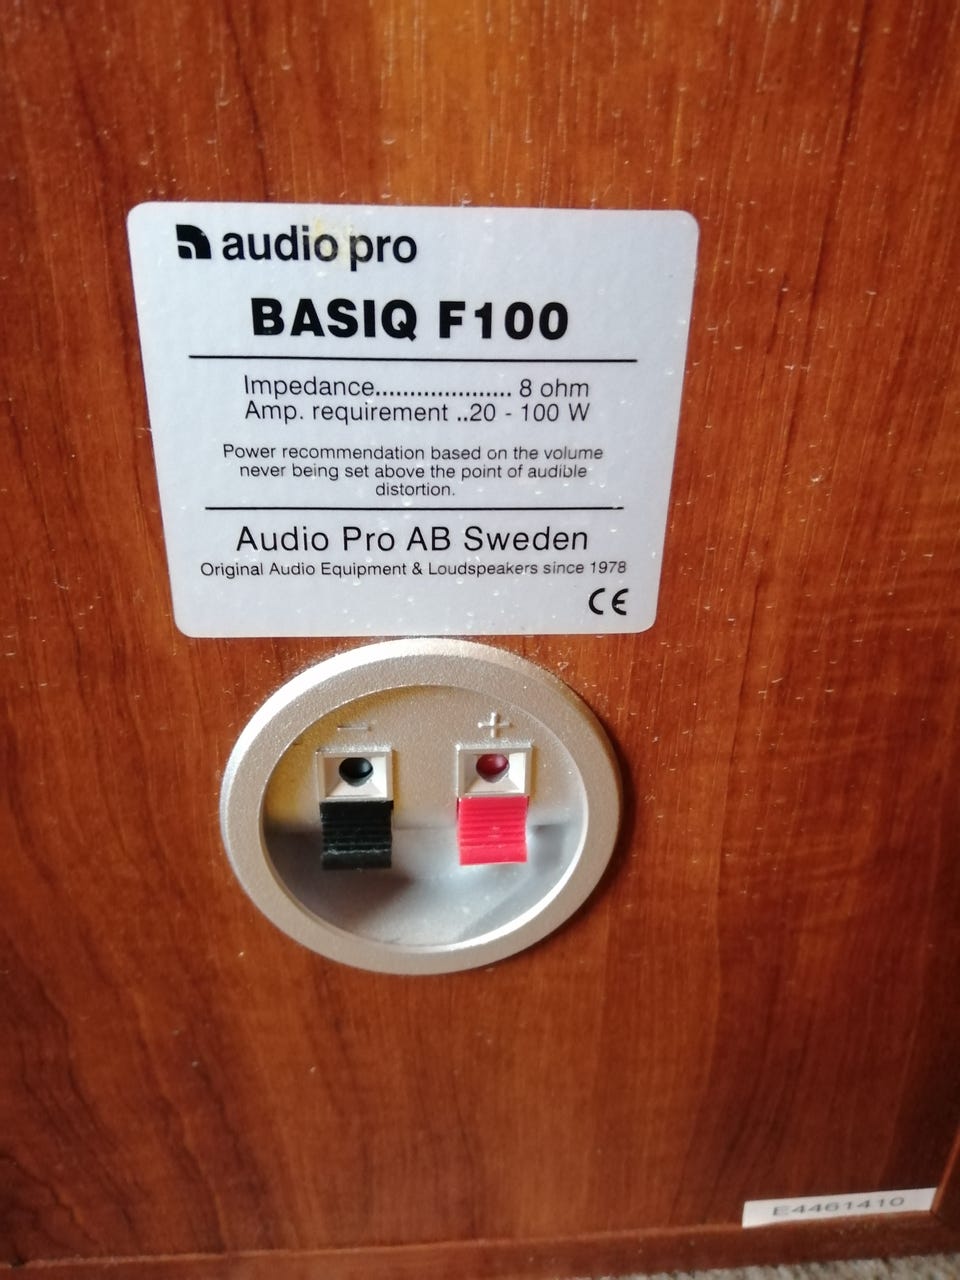 audio pro
BASIQ F100
Impedance.................... 8 ohm
Amp. requirement ..20 - 100 W
Power recommendation based on the volume
never being set above the point of audible
distortion.
Audio Pro AB Sweden
Original Audio Equipment & Loudspeakers since 1978
CE
- +
E4461410